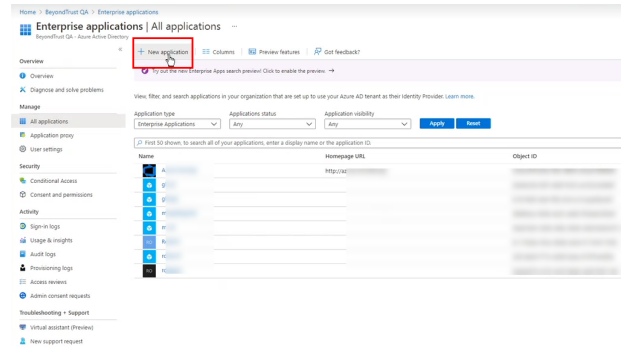 Home > BeyondTrust QA > Enterprise applications
Enterprise applications | All applications ...
BeyondTrust QA - Azure Active Directory
+ New application
Columns
Preview features
Got feedback?
Try out the new Enterprise Apps search preview! Click to enable the preview. →
Overview
Overview
Diagnose and solve problems
Manage
All applications
Application proxy
User settings
Security
Conditional Access
Consent and permissions
Activity
Sign-in logs
Usage & insights
Audit logs
Provisioning logs
Access reviews
Admin consent requests
Troubleshooting + Support
Virtual assistant (Preview)
New support request
View, filter, and search applications in your organization that are set up to use your Azure AD tenant as their Identity Provider. Learn more.
Application type
Applications status
Application visibility
Enterprise Applications
Any
Any
Apply
Reset
First 50 shown, to search all of your applications, enter a display name or the application ID.
Name
Homepage URL
Object ID
A
http://az
g
g
m
m
R
m